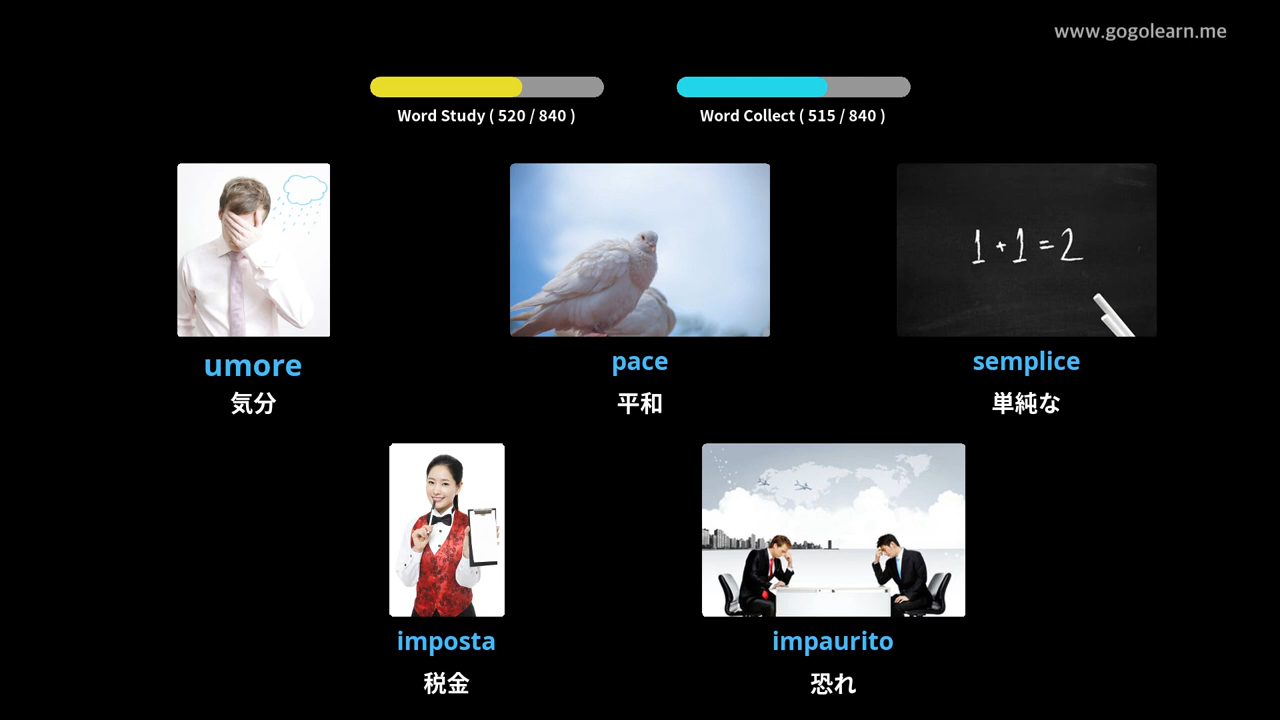 www.gogolearn.me
Word Study ( 520 / 840 )
Word Collect ( 515 / 840 )
1 + 1 = 2
umore
気分
pace
平和
semplice
単純な
imposta
税金
impaurito
恐れ